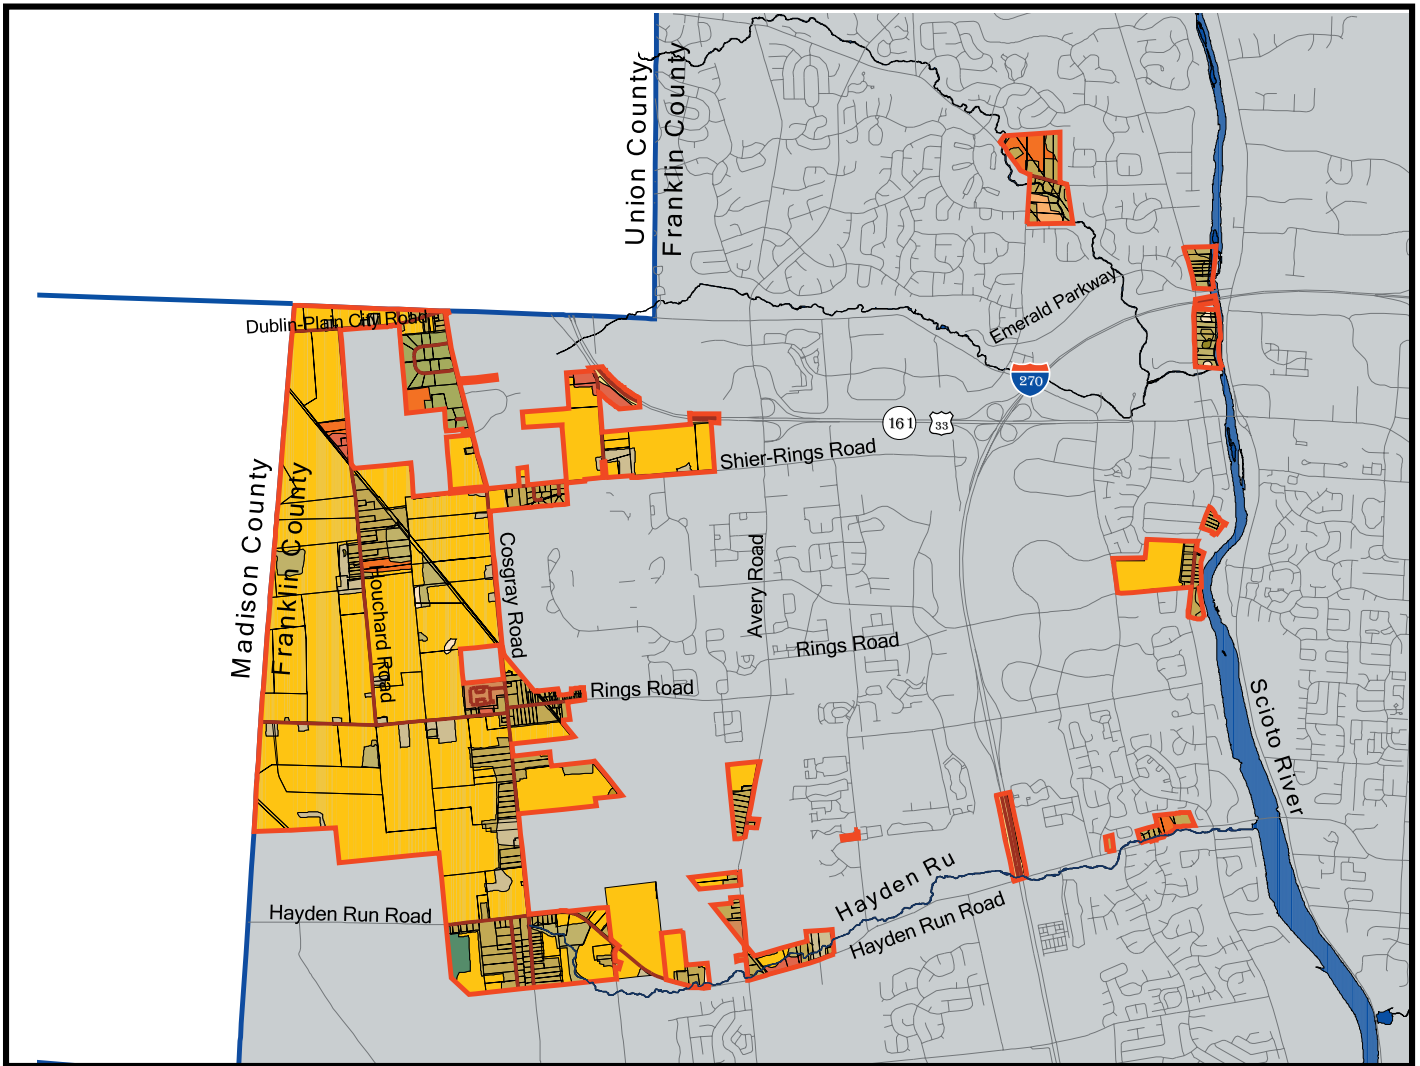 Union County
Franklin County
Dublin-Plain City Road
Emerald Parkway
270
161
33
Shier-Rings Road
Madison County
Franklin County
Houchard Road
Cosgray Road
Avery Road
Rings Road
Rings Road
Scioto River
Hayden Ru
Hayden Run Road
Hayden Run Road